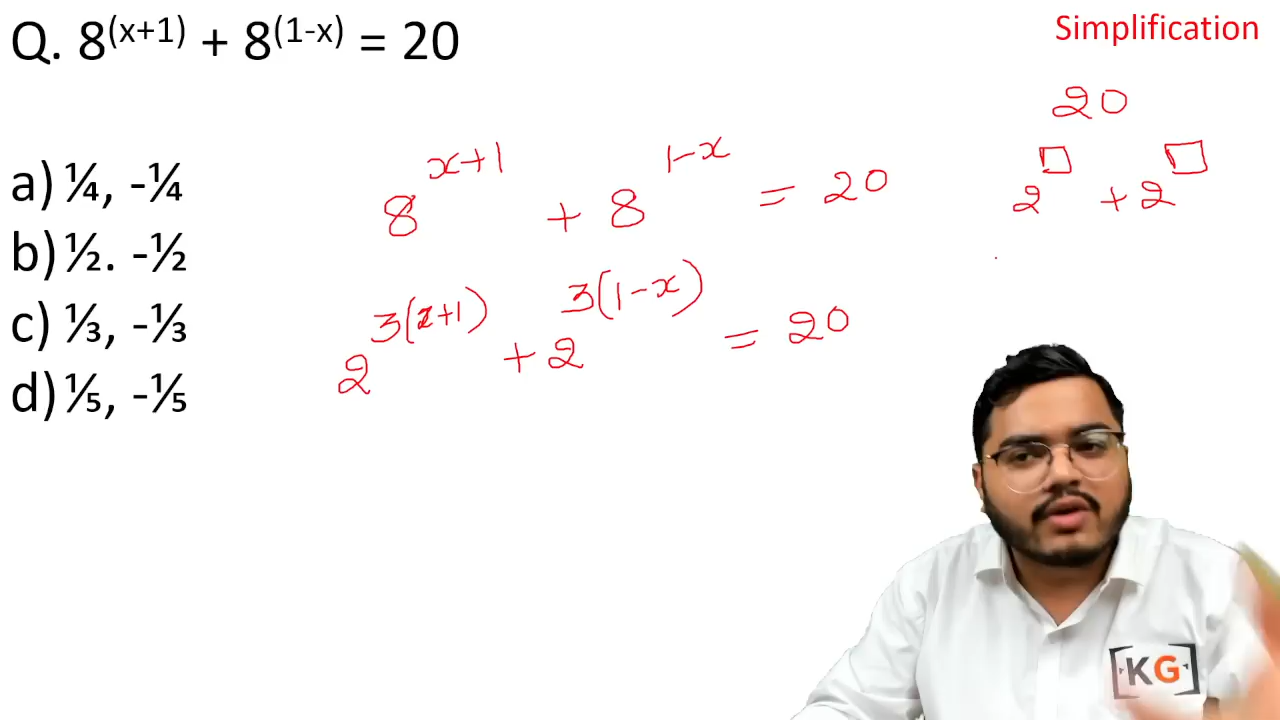 Q. 8^(x+1) + 8^(1-x) = 20
Simplification
a) ¼, -¼
b) ½. -½
c) ⅓, -⅓
d) ⅕, -⅕
8^x+1 + 8^1-x = 20
2^3(x+1) + 2^3(1-x) = 20
20
2^□ + 2^□
KG